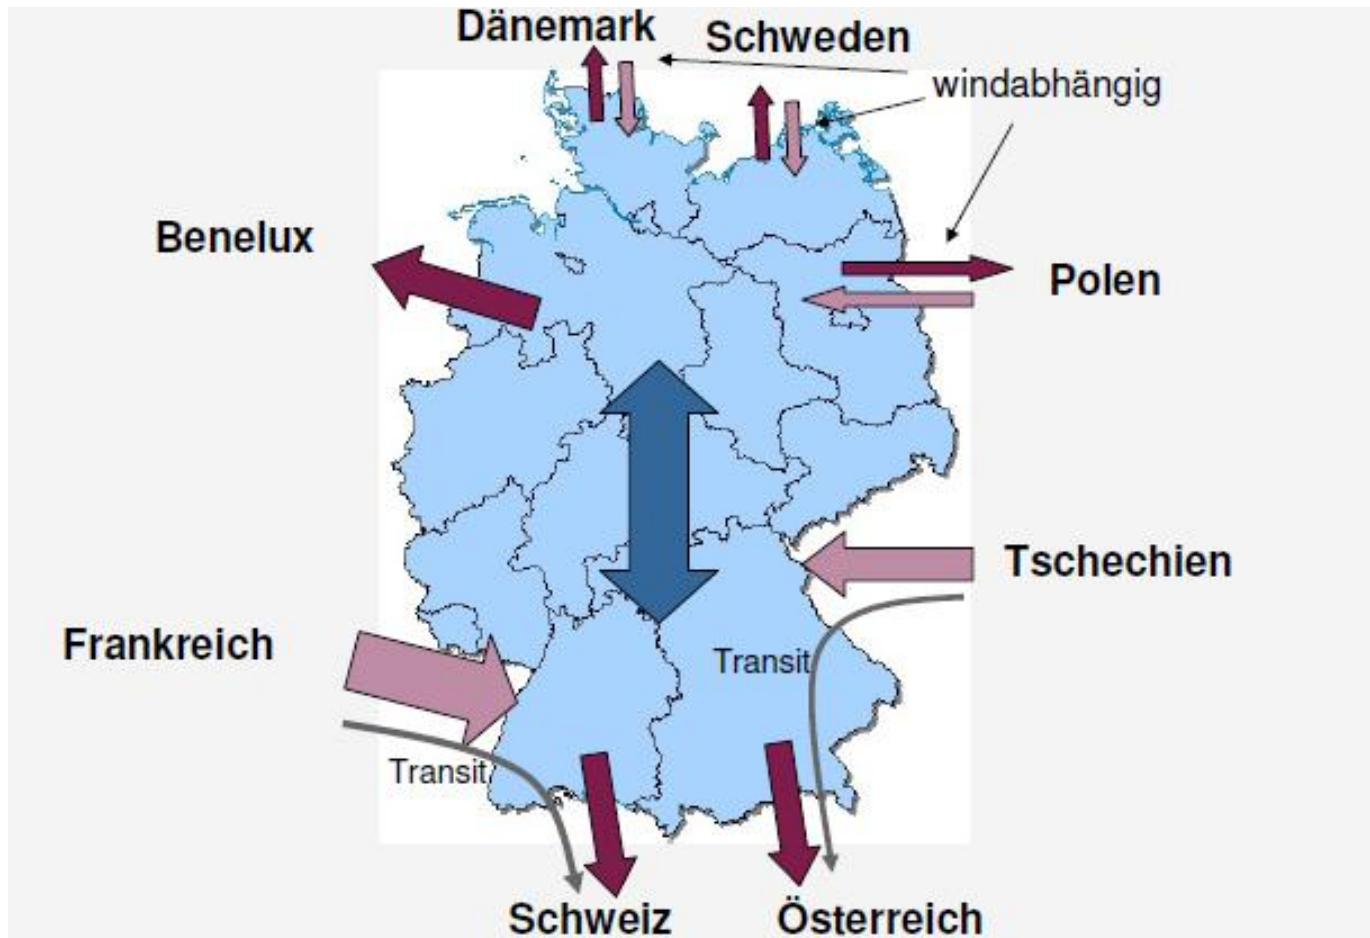 Dänemark
Schweden
windabhängig
Benelux
Polen
Tschechien
Frankreich
Transit
Transit
Schweiz
Österreich